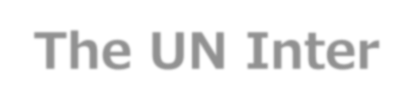 The UN Inter